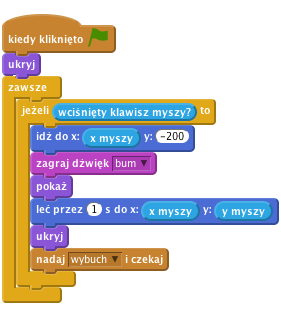 kiedy kliknięto
ukryj
zawsze
jeżeli wciśnięty klawisz myszy? to
idź do x: x myszy y: -200
zagraj dźwięk bum
pokaż
leć przez 1 s do x: x myszy y: y myszy
ukryj
nadaj wybuch i czekaj